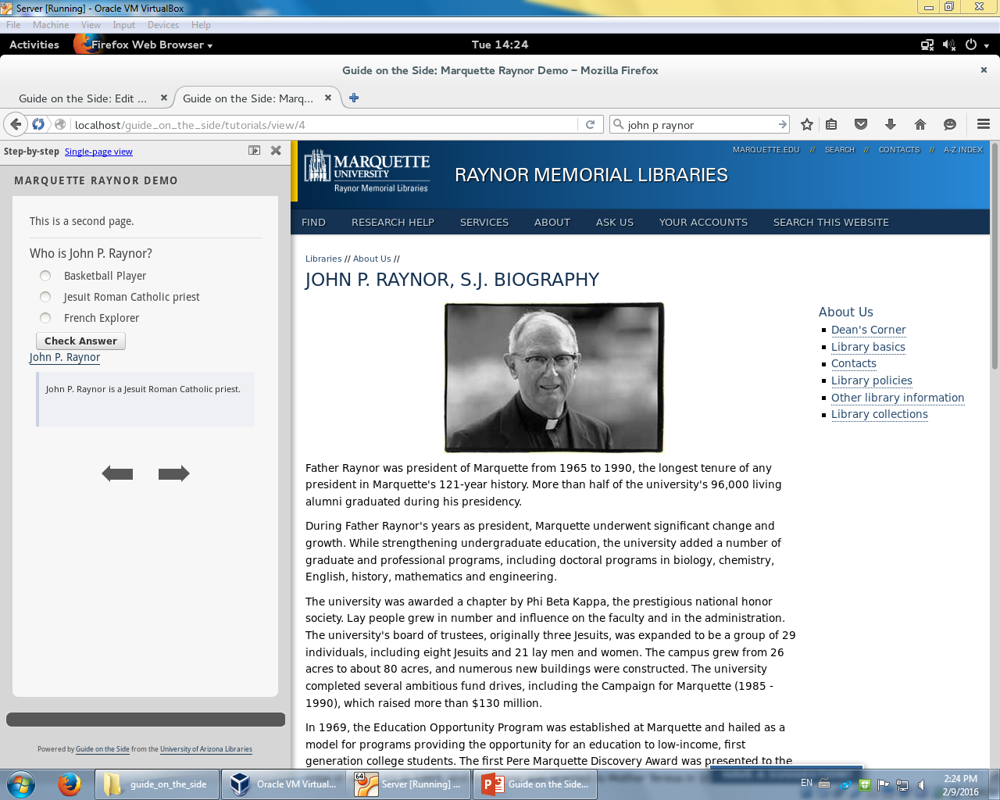 Server [Running] - Oracle VM VirtualBox
File Machine View Input Devices Help
Activities Firefox Web Browser Tue 14:24
Guide on the Side: Marquette Raynor Demo – Mozilla Firefox
Guide on the Side: Edit ... Guide on the Side: Marq...
localhost/guide_on_the_side/tutorials/view/4 john p raynor
Step-by-step Single-page view
MARQUETTE RAYNOR DEMO
This is a second page.
Who is John P. Raynor?
Basketball Player
Jesuit Roman Catholic priest
French Explorer
Check Answer
John P. Raynor
John P. Raynor is a Jesuit Roman Catholic priest.
Powered by Guide on the Side from the University of Arizona Libraries
MARQUETTE.EDU // SEARCH // CONTACTS // A-Z INDEX
MARQUETTE
UNIVERSITY
Raynor Memorial Libraries
RAYNOR MEMORIAL LIBRARIES
FIND RESEARCH HELP SERVICES ABOUT ASK US YOUR ACCOUNTS SEARCH THIS WEBSITE
Libraries // About Us //
JOHN P. RAYNOR, S.J. BIOGRAPHY
Father Raynor was president of Marquette from 1965 to 1990, the longest tenure of any
president in Marquette's 121-year history. More than half of the university's 96,000 living
alumni graduated during his presidency.
During Father Raynor's years as president, Marquette underwent significant change and
growth. While strengthening undergraduate education, the university added a number of
graduate and professional programs, including doctoral programs in biology, chemistry,
English, history, mathematics and engineering.
The university was awarded a chapter by Phi Beta Kappa, the prestigious national honor
society. Lay people grew in number and influence on the faculty and in the administration.
The university's board of trustees, originally three Jesuits, was expanded to be a group of 29
individuals, including eight Jesuits and 21 lay men and women. The campus grew from 26
acres to about 80 acres, and numerous new buildings were constructed. The university
completed several ambitious fund drives, including the Campaign for Marquette (1985 -
1990), which raised more than $130 million.
In 1969, the Education Opportunity Program was established at Marquette and hailed as a
model for programs providing the opportunity for an education to low-income, first
generation college students. The first Pere Marquette Discovery Award was presented to the
About Us
Dean's Corner
Library basics
Contacts
Library policies
Other library information
Library collections
guide_on_the_side Oracle VM Virtual... 64 Server [Running] ... Guide on the Side... EN 2:24 PM
2/9/2016